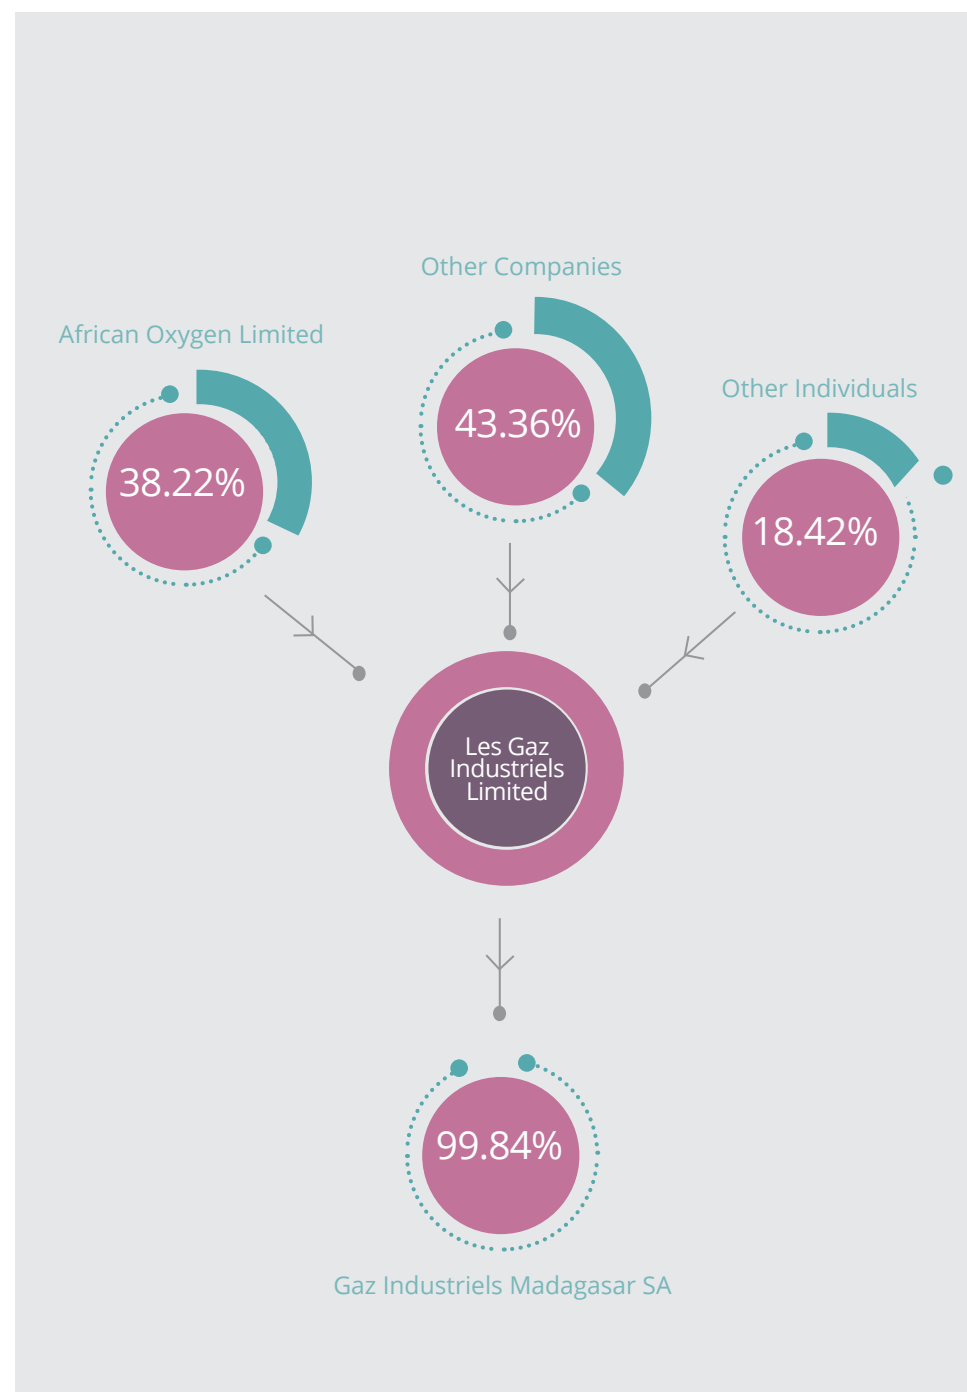 Other Companies
43.36%
African Oxygen Limited
38.22%
Other Individuals
18.42%
Les Gaz
Industriels
Limited
99.84%
Gaz Industriels Madagasar SA